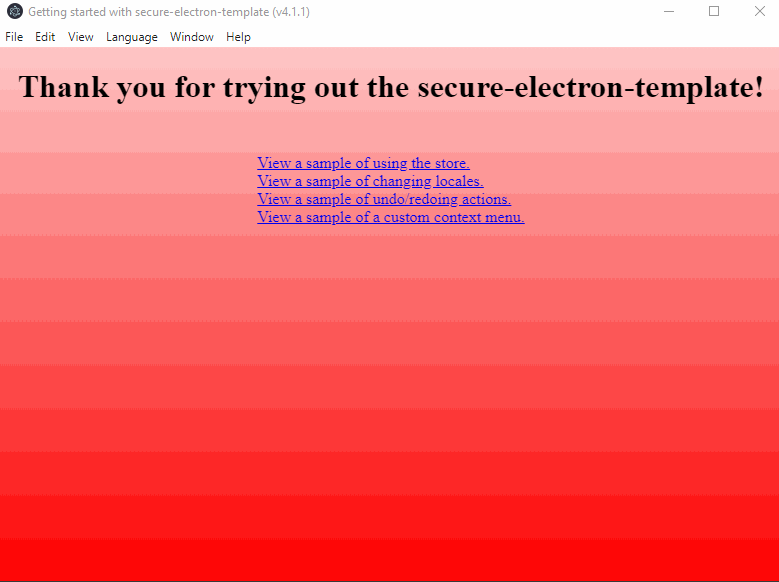 Getting started with secure-electron-template (v4.1.1)
File Edit View Language Window Help
Thank you for trying out the secure-electron-template!
View a sample of using the store.
View a sample of changing locales.
View a sample of undo/redoing actions.
View a sample of a custom context menu.